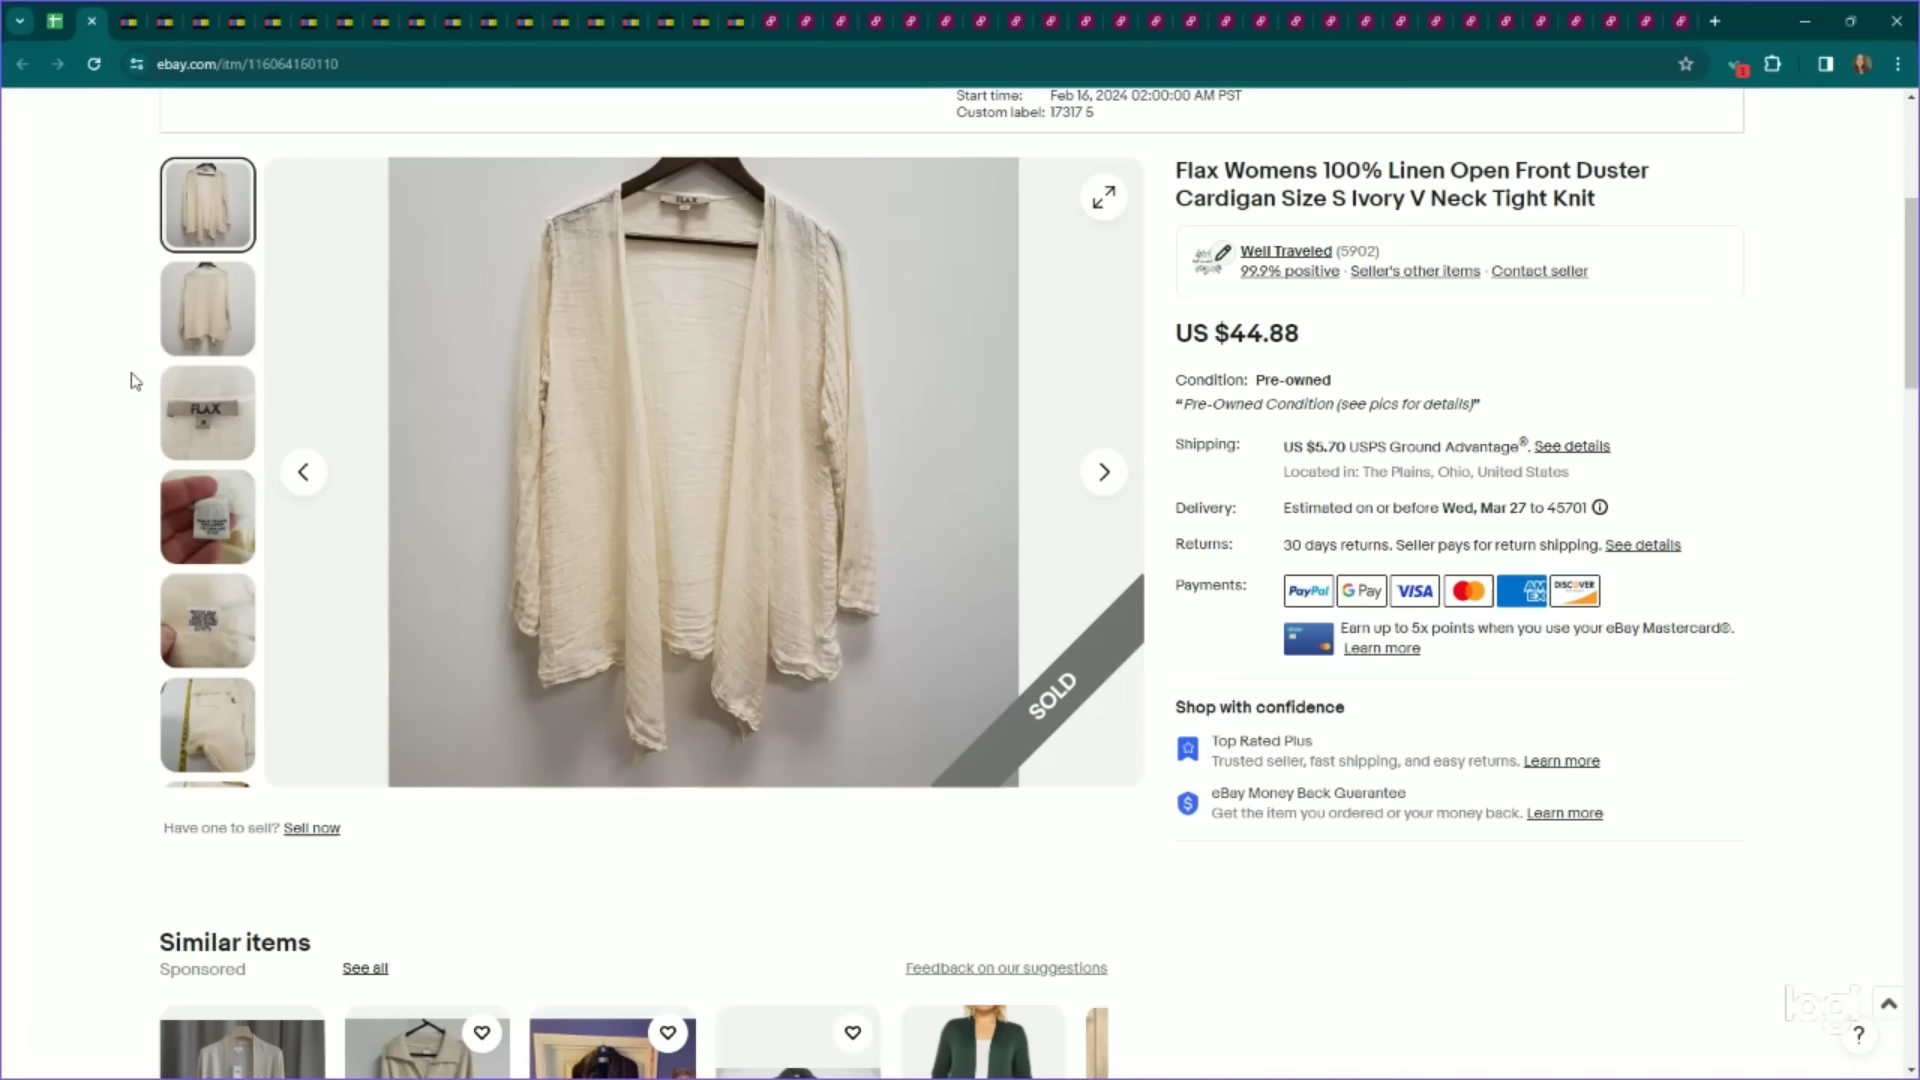 ebay.com/itm/116064160110
Start time: Feb 16, 2024 02:00:00 AM PST
Custom label: 17317 5
Flax Womens 100% Linen Open Front Duster
Cardigan Size S Ivory V Neck Tight Knit
Well Traveled (5902)
99.9% positive · Seller's other items · Contact seller
US $44.88
Condition: Pre-owned
"Pre-Owned Condition (see pics for details)"
Shipping: US $5.70 USPS Ground Advantage®. See details
Located in: The Plains, Ohio, United States
Delivery: Estimated on or before Wed, Mar 27 to 45701
Returns: 30 days returns. Seller pays for return shipping. See details
Payments: PayPal G Pay VISA AM EX DISCOVER
Earn up to 5x points when you use your eBay Mastercard®.
Learn more
Shop with confidence
Top Rated Plus
Trusted seller, fast shipping, and easy returns. Learn more
eBay Money Back Guarantee
Get the item you ordered or your money back. Learn more
FLAX
FLAX
SOLD
Have one to sell? Sell now
Similar items
Sponsored See all Feedback on our suggestions
logi
?